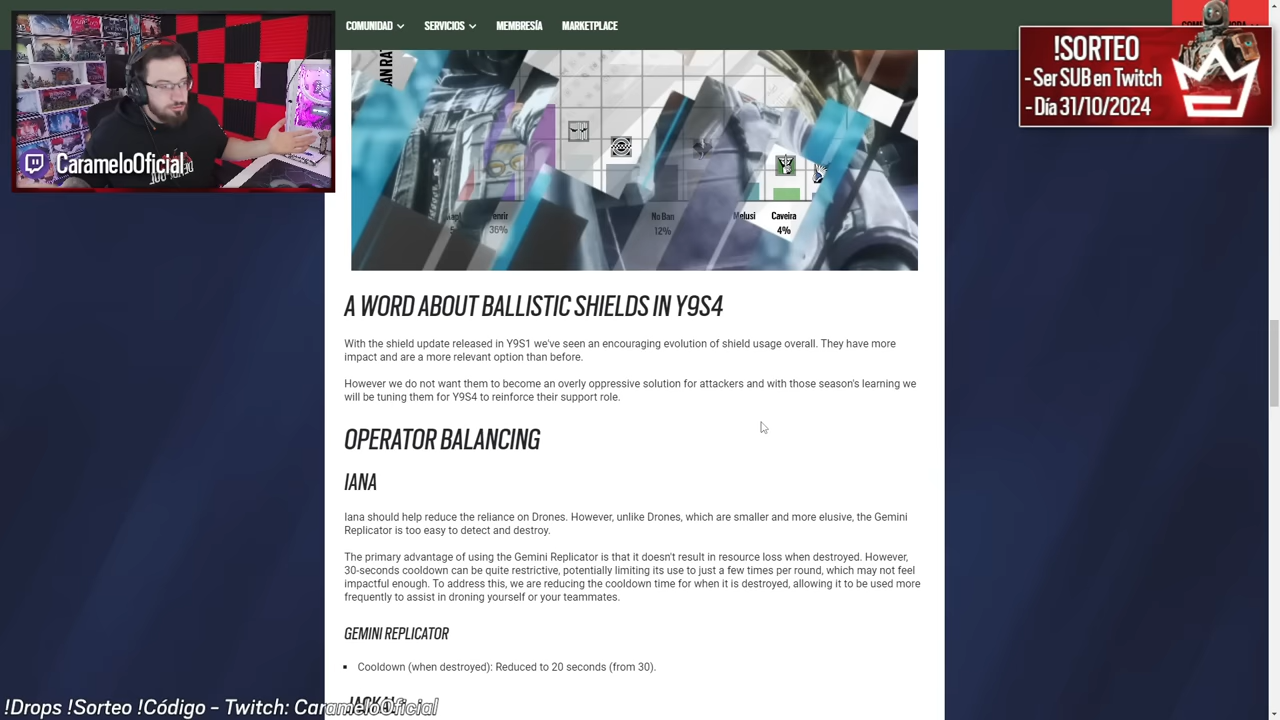 COMUNIDAD SERVICIOS MEMBRESÍA MARKETPLACE
!SORTEO
- Ser SUB en Twitch
- Día 31/10/2024
CarameloOficial
36%
No Ban
12%
Melusi
Caveira
4%
A WORD ABOUT BALLISTIC SHIELDS IN Y9S4
With the shield update released in Y9S1 we've seen an encouraging evolution of shield usage overall. They have more
impact and are a more relevant option than before.
However we do not want them to become an overly oppressive solution for attackers and with those season's learning we
will be tuning them for Y9S4 to reinforce their support role.
OPERATOR BALANCING
IANA
Iana should help reduce the reliance on Drones. However, unlike Drones, which are smaller and more elusive, the Gemini
Replicator is too easy to detect and destroy.
The primary advantage of using the Gemini Replicator is that it doesn't result in resource loss when destroyed. However,
30-seconds cooldown can be quite restrictive, potentially limiting its use to just a few times per round, which may not feel
impactful enough. To address this, we are reducing the cooldown time for when it is destroyed, allowing it to be used more
frequently to assist in droning yourself or your teammates.
GEMINI REPLICATOR
Cooldown (when destroyed): Reduced to 20 seconds (from 30).
JACKAL
!Drops !Sorteo !Código - Twitch: CarameloOficial